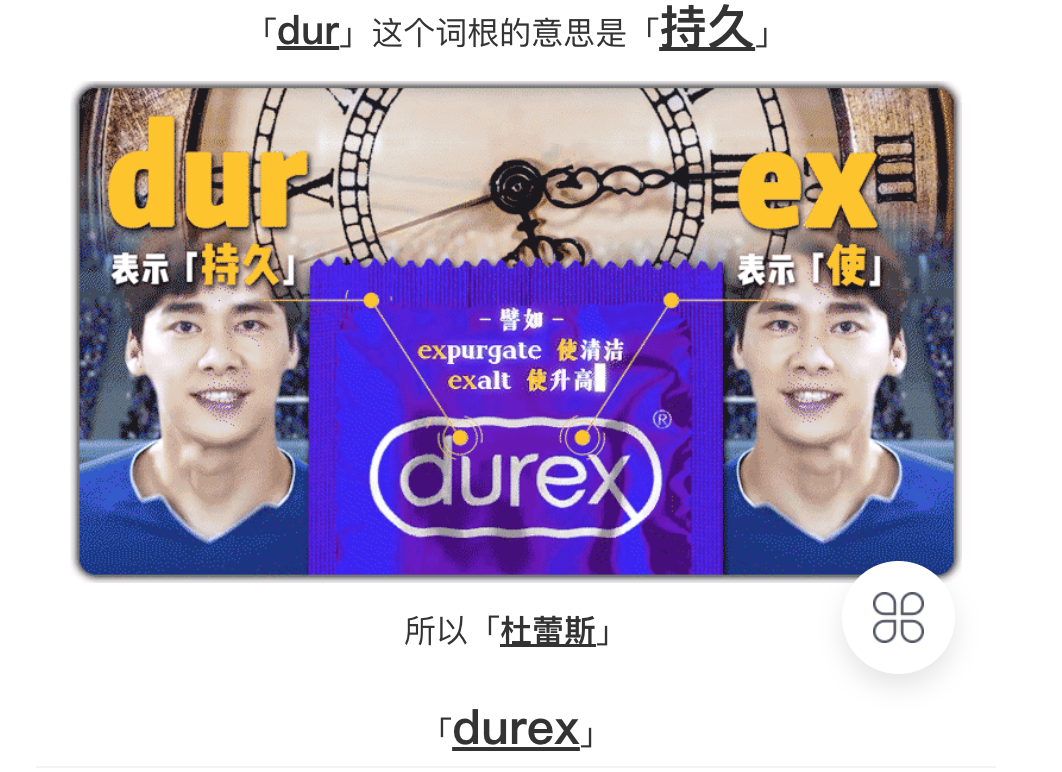 「dur」这个词根的意思是「持久」
dur
ex
表示「持久」
表示「使」
- 譬如 -
expurgate 使清洁
exalt 使升高
durex®
所以「杜蕾斯」
「durex」